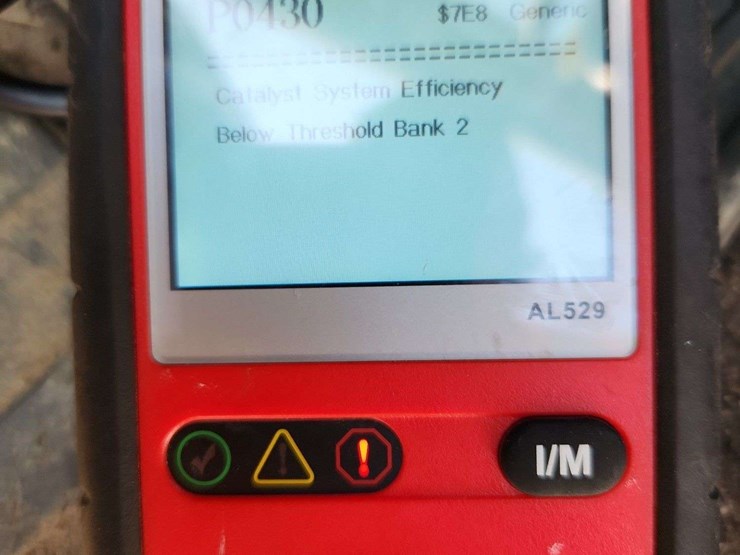 P0430 $7E8 Generic
==============================
Catalyst System Efficiency
Below Threshold Bank 2
AL529
I/M